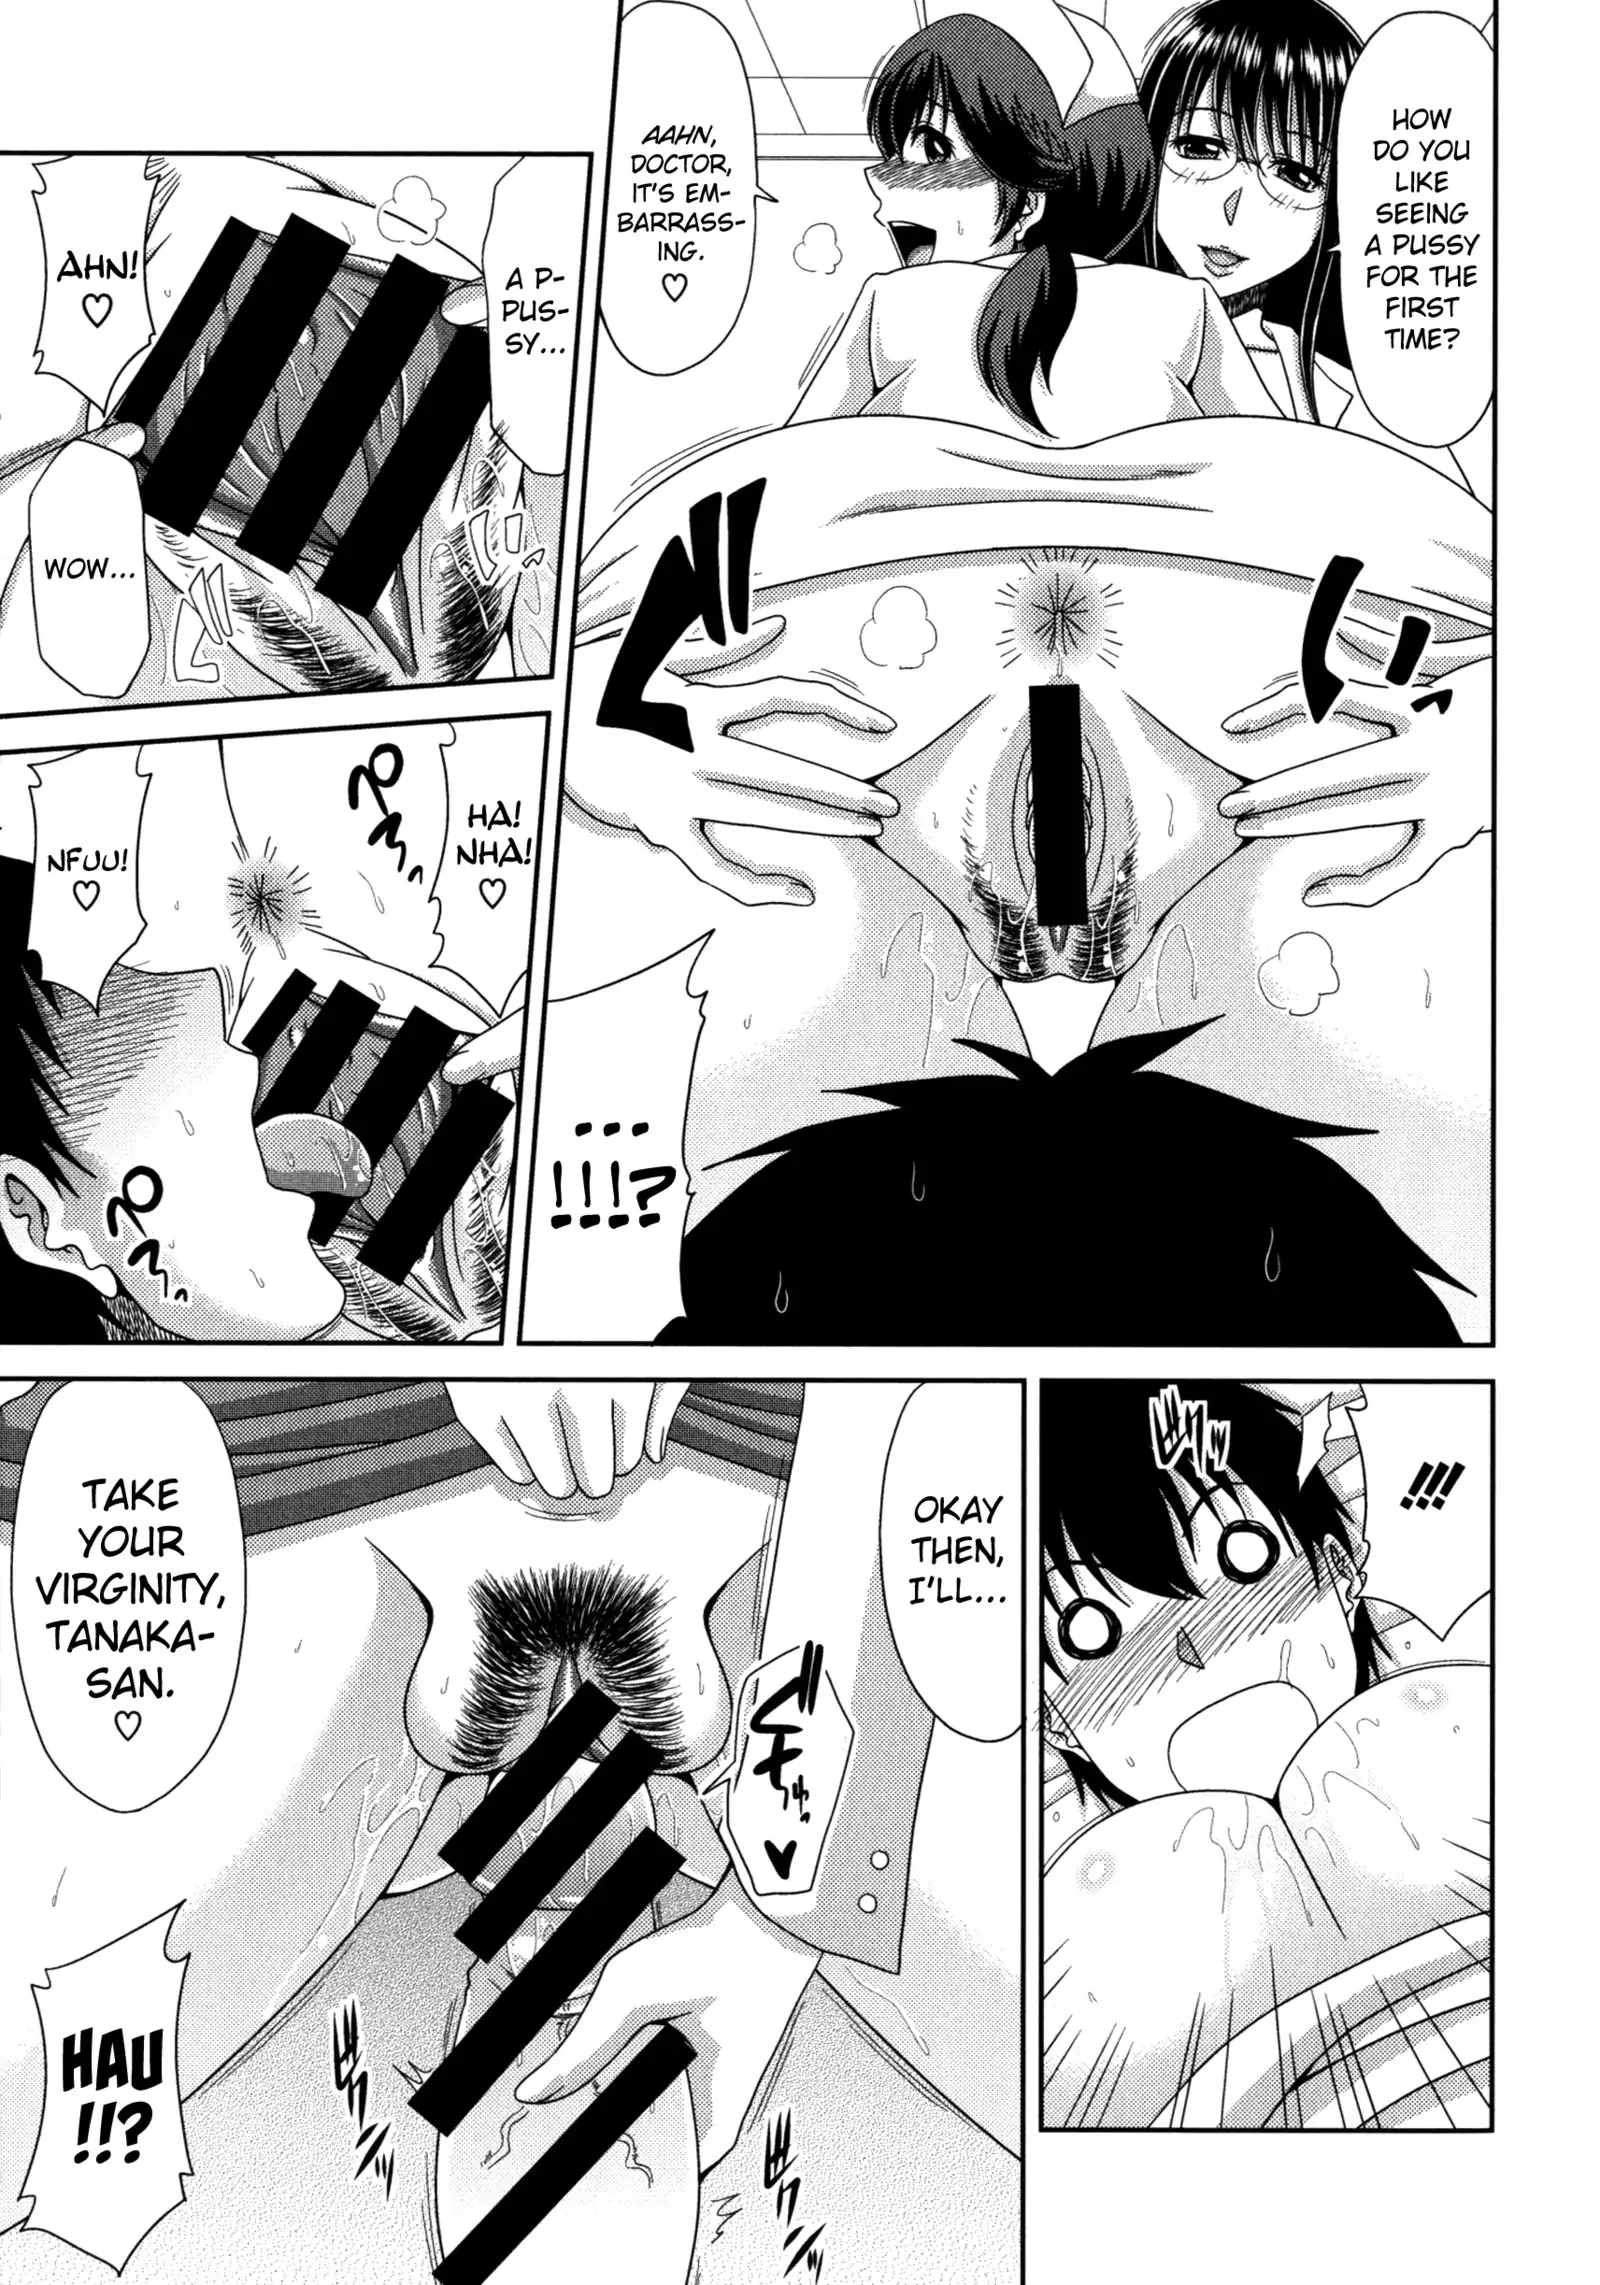 HOW
DO YOU
LIKE
SEEING
A PUSSY
FOR THE
FIRST
TIME?
AAHN,
DOCTOR,
IT'S EM-
BARRASS-
ING.
♡
...
!!!?
A P-
PUS-
SY...
AHN!
♡
WOW...
HA!
NHA!
♡
NFUU!
♡
!!!
OKAY
THEN,
I'LL...
TAKE
YOUR
VIRGINITY,
TANAKA-
SAN.
♡
HAU
!!?